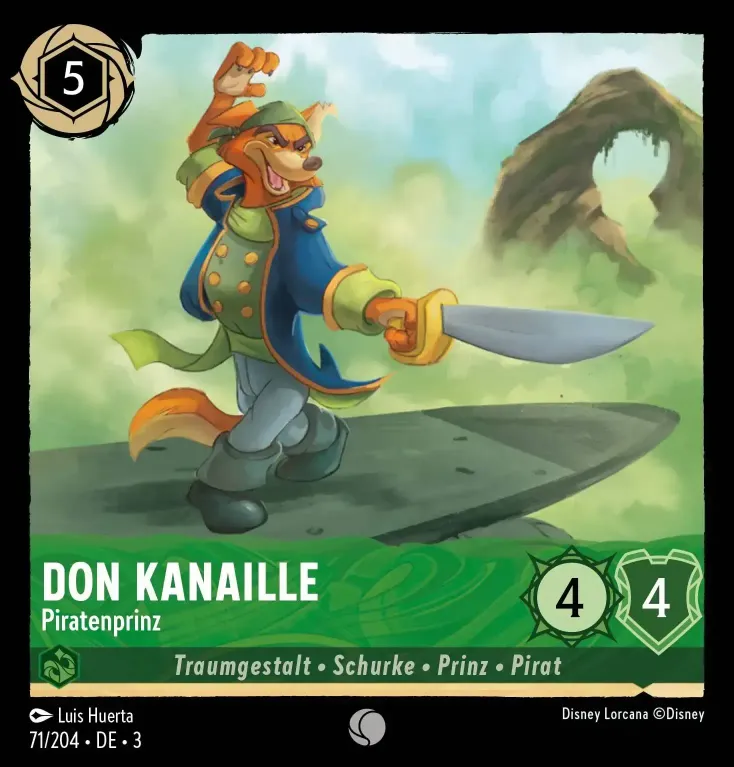 5
DON KANAILLE
Piratenprinz
4
4
Traumgestalt • Schurke • Prinz • Pirat
Luis Huerta
Disney Lorcana ©Disney
71/204 • DE • 3